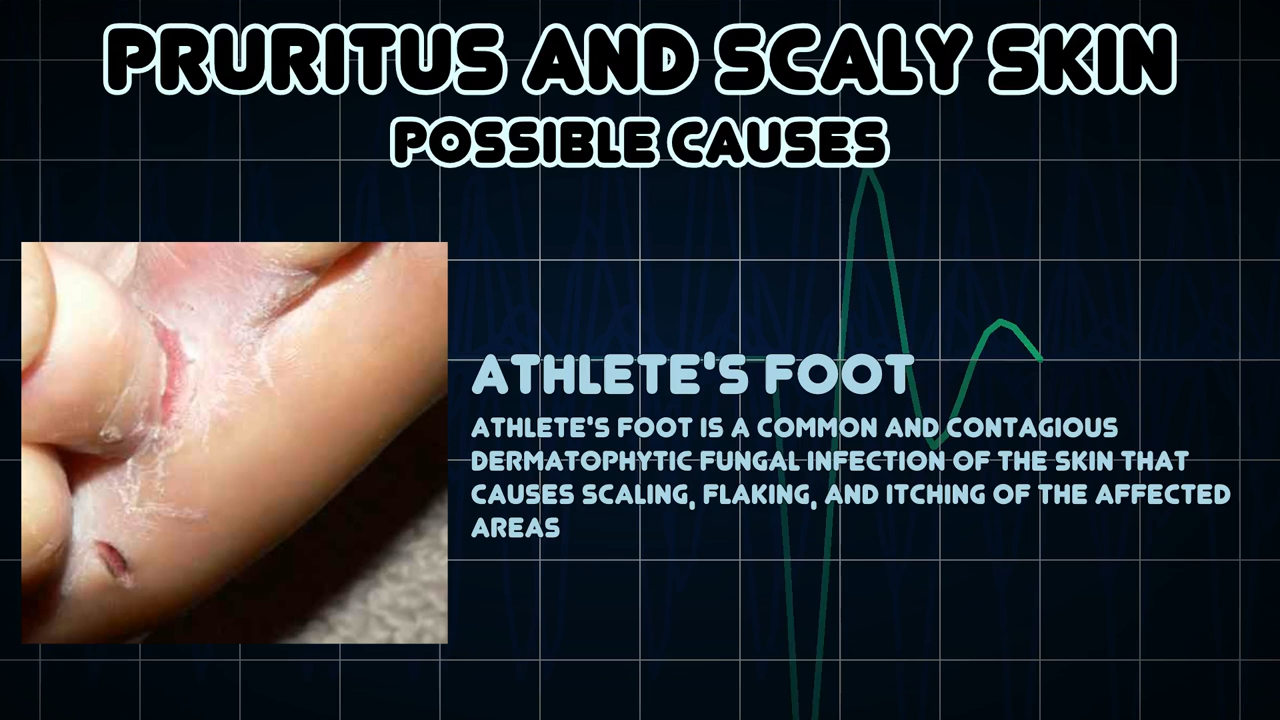 PRURITUS AND SCALY SKIN
POSSIBLE CAUSES
ATHLETE'S FOOT
ATHLETE'S FOOT IS A COMMON AND CONTAGIOUS
DERMATOPHYTIC FUNGAL INFECTION OF THE SKIN THAT
CAUSES SCALING, FLAKING, AND ITCHING OF THE AFFECTED
AREAS